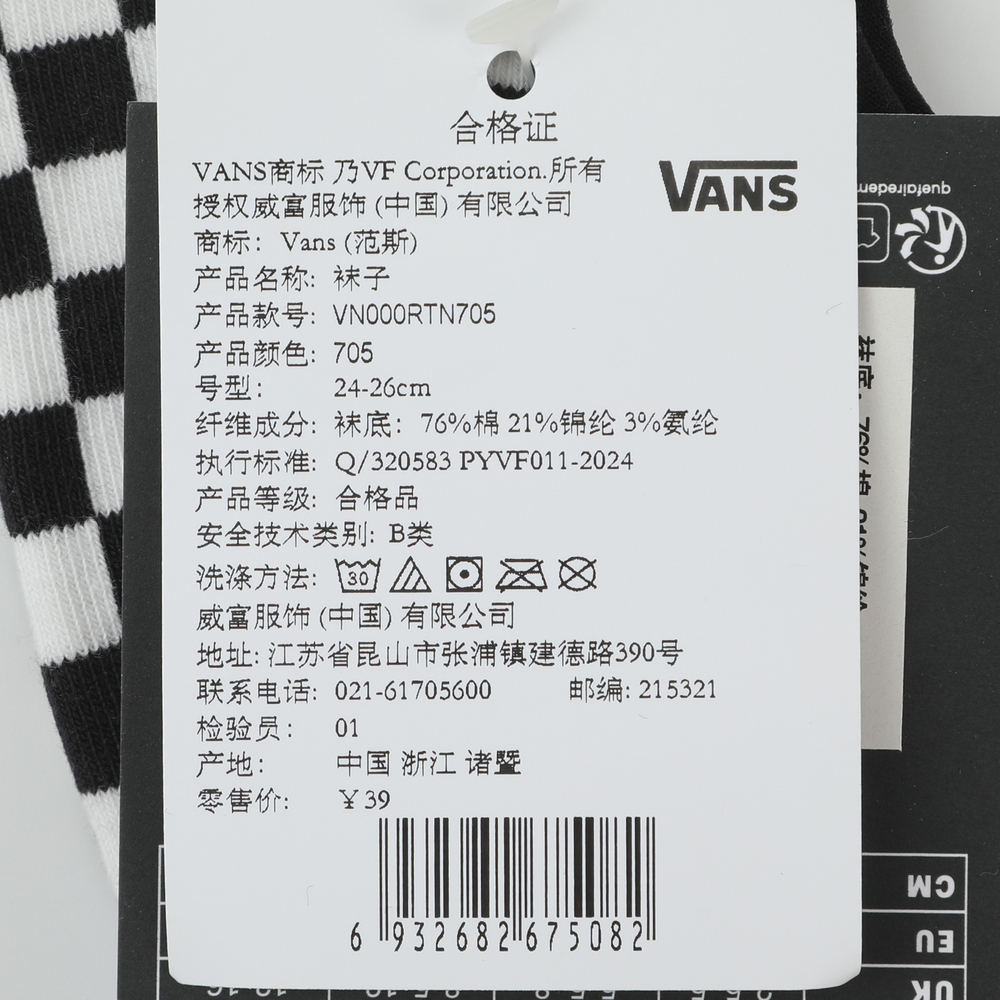 合格证
VANS商标 乃VF Corporation.所有
授权威富服饰 (中国) 有限公司
VANS
商标: Vans (范斯)
产品名称: 袜子
产品款号: VN000RTN705
产品颜色: 705
号型: 24-26cm
纤维成分: 袜底: 76%棉 21%锦纶 3%氨纶
执行标准: Q/320583 PYVF011-2024
产品等级: 合格品
安全技术类别: B类
洗涤方法: 30
威富服饰 (中国) 有限公司
地址: 江苏省昆山市张浦镇建德路390号
联系电话: 021-61705600 邮编: 215321
检验员: 01
产地: 中国 浙江 诸暨
零售价: ¥39
6 932682 675082
quefairedem
CM
EU
UK